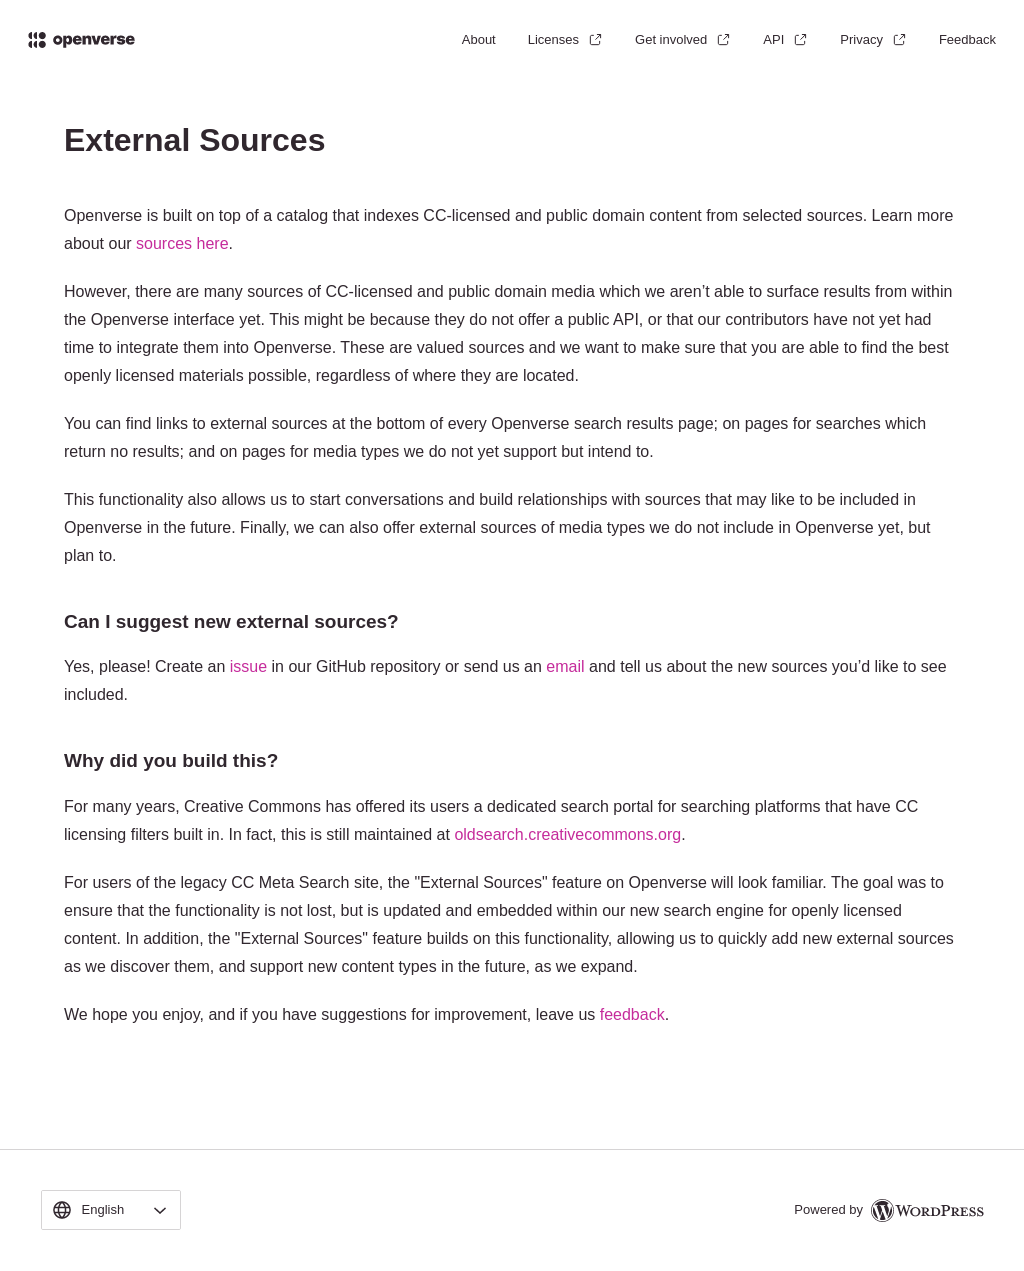 openverse
About
Licenses
Get involved
API
Privacy
Feedback
External Sources
Openverse is built on top of a catalog that indexes CC-licensed and public domain content from selected sources. Learn more
about our sources here.
However, there are many sources of CC-licensed and public domain media which we aren’t able to surface results from within
the Openverse interface yet. This might be because they do not offer a public API, or that our contributors have not yet had
time to integrate them into Openverse. These are valued sources and we want to make sure that you are able to find the best
openly licensed materials possible, regardless of where they are located.
You can find links to external sources at the bottom of every Openverse search results page; on pages for searches which
return no results; and on pages for media types we do not yet support but intend to.
This functionality also allows us to start conversations and build relationships with sources that may like to be included in
Openverse in the future. Finally, we can also offer external sources of media types we do not include in Openverse yet, but
plan to.
Can I suggest new external sources?
Yes, please! Create an issue in our GitHub repository or send us an email and tell us about the new sources you’d like to see
included.
Why did you build this?
For many years, Creative Commons has offered its users a dedicated search portal for searching platforms that have CC
licensing filters built in. In fact, this is still maintained at oldsearch.creativecommons.org.
For users of the legacy CC Meta Search site, the "External Sources" feature on Openverse will look familiar. The goal was to
ensure that the functionality is not lost, but is updated and embedded within our new search engine for openly licensed
content. In addition, the "External Sources" feature builds on this functionality, allowing us to quickly add new external sources
as we discover them, and support new content types in the future, as we expand.
We hope you enjoy, and if you have suggestions for improvement, leave us feedback.
English
Powered by WordPress